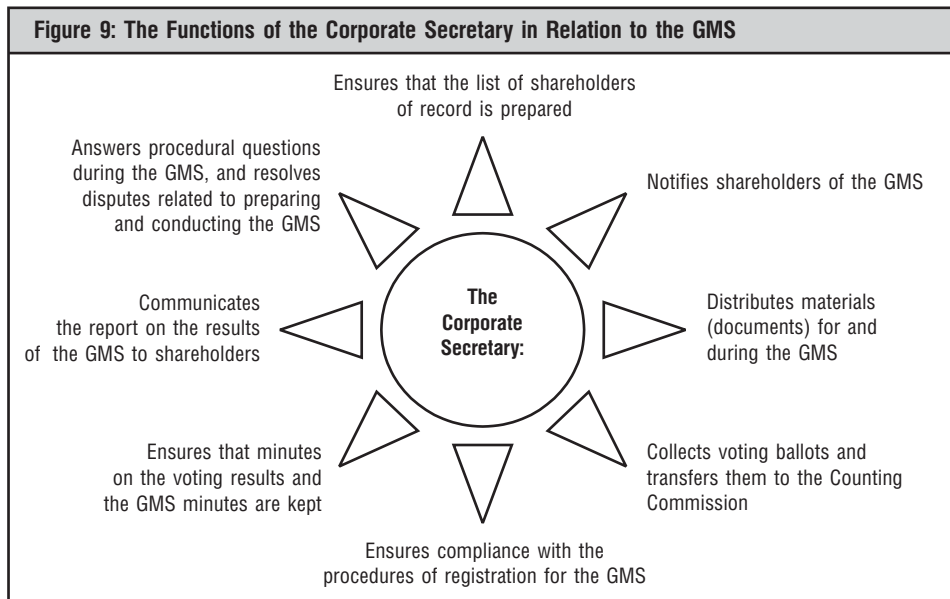 Figure 9: The Functions of the Corporate Secretary in Relation to the GMS
Ensures that the list of shareholders
of record is prepared
Notifies shareholders of the GMS
Distributes materials
(documents) for and
during the GMS
Collects voting ballots and
transfers them to the Counting
Commission
Ensures compliance with the
procedures of registration for the GMS
Ensures that minutes
on the voting results and
the GMS minutes are kept
Communicates
the report on the results
of the GMS to shareholders
Answers procedural questions
during the GMS, and resolves
disputes related to preparing
and conducting the GMS
The
Corporate
Secretary: